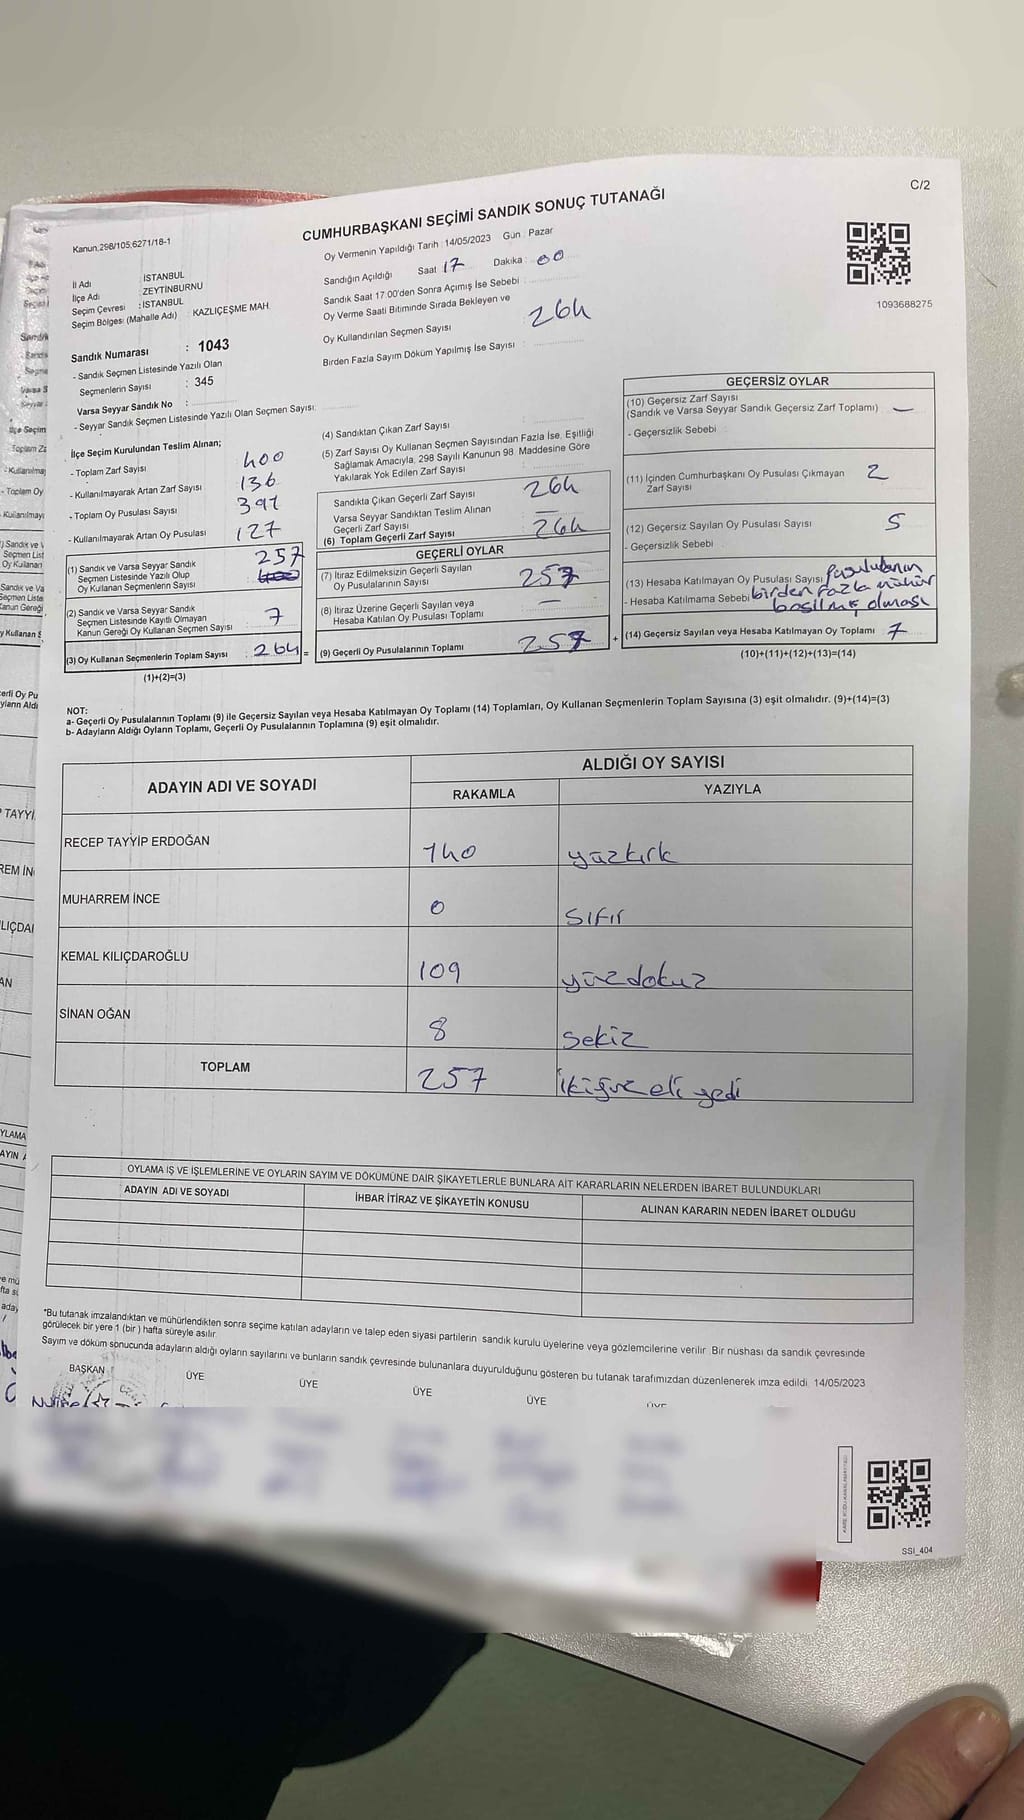 C/2
CUMHURBAŞKANI SEÇİMİ SANDIK SONUÇ TUTANAĞI
Kanun;298/105;6271/18-1
Oy Vermenin Yapıldığı Tarih : 14/05/2023 Gün : Pazar
İl Adı : İSTANBUL
İlçe Adı : ZEYTİNBURNU
Seçim Çevresi : İSTANBUL
Seçim Bölgesi (Mahalle Adı) : KAZLIÇEŞME MAH.
Sandığın Açıldığı Saat 17 Dakika : 00
Sandık Saat 17:00'den Sonra Açımış İse Sebebi :
Oy Verme Saati Bitiminde Sırada Bekleyen ve
Oy Kullandırılan Seçmen Sayısı : 264
Birden Fazla Sayım Döküm Yapılmış İse Sayısı :
1093688275
Sandık Numarası : 1043
- Sandık Seçmen Listesinde Yazılı Olan
Seçmenlerin Sayısı : 345
Varsa Seyyar Sandık No :
- Seyyar Sandık Seçmen Listesinde Yazılı Olan Seçmen Sayısı:
İlçe Seçim Kurulundan Teslim Alınan;
- Toplam Zarf Sayısı 400
- Kullanılmayarak Artan Zarf Sayısı 136
- Toplam Oy Pusulası Sayısı 391
- Kullanılmayarak Artan Oy Pusulası 127
(1) Sandık ve Varsa Seyyar Sandık
Seçmen Listesinde Yazılı Olup
Oy Kullanan Seçmenlerin Sayısı 257
(2) Sandık ve Varsa Seyyar Sandık
Seçmen Listesinde Kayıtlı Olmayan
Kanun Gereği Oy Kullanan Seçmen Sayısı 7
(3) Oy Kullanan Seçmenlerin Toplam Sayısı 264 =
(1)+(2)=(3)
(4) Sandıktan Çıkan Zarf Sayısı :
(5) Zarf Sayısı Oy Kullanan Seçmen Sayısından Fazla İse, Eşitliği
Sağlamak Amacıyla, 298 Sayılı Kanunun 98. Maddesine Göre
Yakılarak Yok Edilen Zarf Sayısı :
Sandıkta Çıkan Geçerli Zarf Sayısı 264
Varsa Seyyar Sandıktan Teslim Alınan
Geçerli Zarf Sayısı —
(6) Toplam Geçerli Zarf Sayısı 264
GEÇERLİ OYLAR
(7) İtiraz Edilmeksizin Geçerli Sayılan
Oy Pusulalarının Sayısı 257
(8) İtiraz Üzerine Geçerli Sayılan veya
Hesaba Katılan Oy Pusulası Toplamı —
(9) Geçerli Oy Pusulalarının Toplamı 257 +
GEÇERSİZ OYLAR
(10) Geçersiz Zarf Sayısı
(Sandık ve Varsa Seyyar Sandık Geçersiz Zarf Toplamı) —
- Geçersizlik Sebebi
(11) İçinden Cumhurbaşkanı Oy Pusulası Çıkmayan
Zarf Sayısı 2
(12) Geçersiz Sayılan Oy Pusulası Sayısı 5
- Geçersizlik Sebebi
(13) Hesaba Katılmayan Oy Pusulası Sayısı Pusulanın
- Hesaba Katılmama Sebebi birden fazla mühür
basılmış olması
(14) Geçersiz Sayılan veya Hesaba Katılmayan Oy Toplamı 7
(10)+(11)+(12)+(13)=(14)
NOT:
a- Geçerli Oy Pusulalarının Toplamı (9) ile Geçersiz Sayılan veya Hesaba Katılmayan Oy Toplamı (14) Toplamları, Oy Kullanan Seçmenlerin Toplam Sayısına (3) eşit olmalıdır. (9)+(14)=(3)
b- Adayların Aldığı Oyların Toplamı, Geçerli Oy Pusulalarının Toplamına (9) eşit olmalıdır.
ADAYIN ADI VE SOYADI
ALDIĞI OY SAYISI
RAKAMLA YAZIYLA
RECEP TAYYİP ERDOĞAN 140 yüzkırk
MUHARREM İNCE 0 sıfır
KEMAL KILIÇDAROĞLU 109 yüzdokuz
SİNAN OĞAN 8 sekiz
TOPLAM 257 ikiyüz eli yedi
OYLAMA İŞ VE İŞLEMLERİNE VE OYLARIN SAYIM VE DÖKÜMÜNE DAİR ŞİKAYETLERLE BUNLARA AİT KARARLARIN NELERDEN İBARET BULUNDUKLARI
ADAYIN ADI VE SOYADI İHBAR İTİRAZ VE ŞİKAYETİN KONUSU ALINAN KARARIN NEDEN İBARET OLDUĞU
*Bu tutanak imzalandıktan ve mühürlendikten sonra seçime katılan adayların ve talep eden siyasi partilerin sandık kurulu üyelerine veya gözlemcilerine verilir. Bir nüshası da sandık çevresinde
görülecek bir yere 1 (bir) hafta süreyle asılır.
Sayım ve döküm sonucunda adayların aldığı oyların sayılarını ve bunların sandık çevresinde bulunanlara duyurulduğunu gösteren bu tutanak tarafımızdan düzenlenerek imza edildi. 14/05/2023
BAŞKAN ÜYE ÜYE ÜYE ÜYE ÜYE
SSI_404